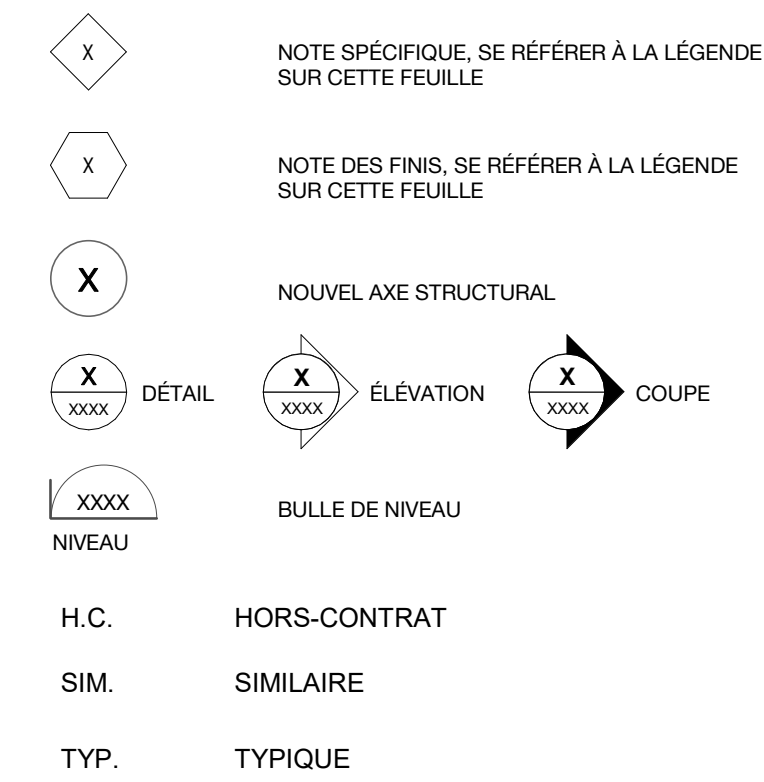 X
NOTE SPÉCIFIQUE, SE RÉFÉRER À LA LÉGENDE
SUR CETTE FEUILLE
X
NOTE DES FINIS, SE RÉFÉRER À LA LÉGENDE
SUR CETTE FEUILLE
X
NOUVEL AXE STRUCTURAL
X
XXXX
DÉTAIL
X
XXXX
ÉLÉVATION
X
XXXX
COUPE
XXXX
NIVEAU
BULLE DE NIVEAU
H.C. HORS-CONTRAT
SIM. SIMILAIRE
TYP. TYPIQUE